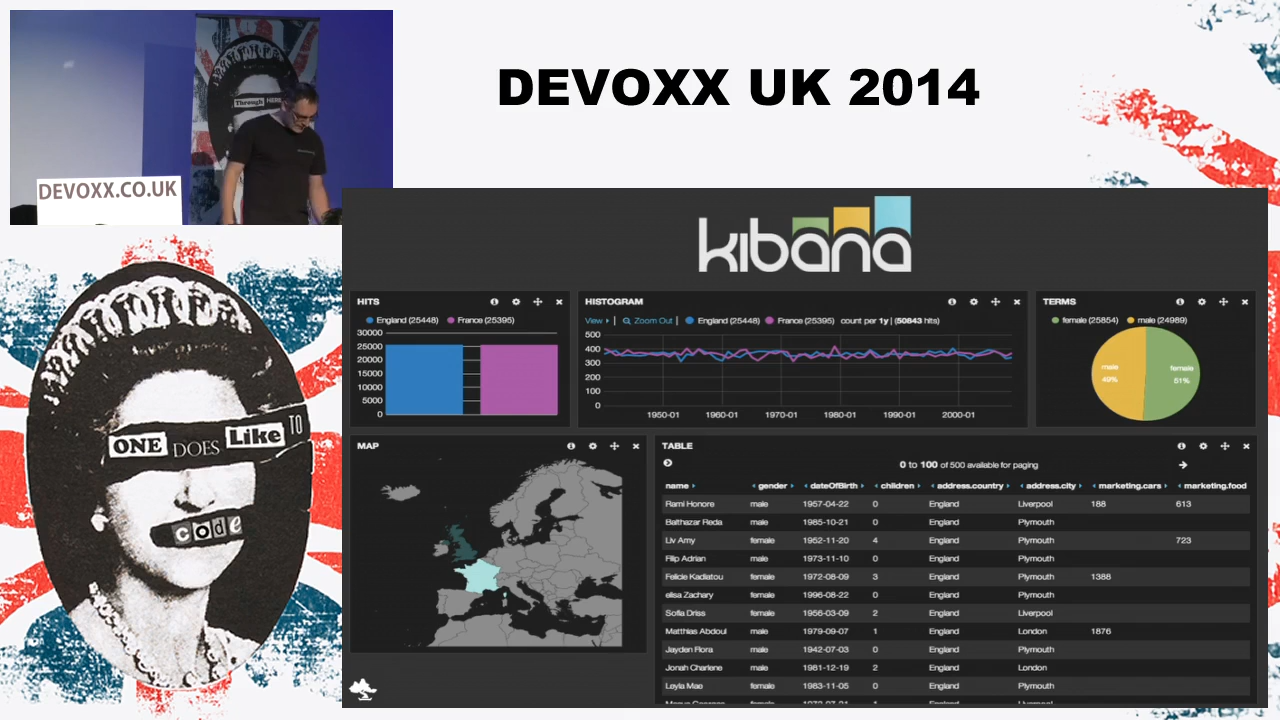 DEVOXX UK 2014
Through HERE
DEVOXX.CO.UK
ONE DOES Like TO
code
kibana
HITS
England (25448) France (25395)
30000
25000
20000
15000
10000
5000
0
HISTOGRAM
View | Zoom Out | England (25448) France (25395) count per 1y | (50843 hits)
500
400
300
200
100
0
1950-01 1960-01 1970-01 1980-01 1990-01 2000-01
TERMS
female (25854) male (24989)
male
49%
female
51%
MAP
TABLE
0 to 100 of 500 available for paging
name gender dateOfBirth children address.country address.city marketing.cars marketing.food
Rami Honore male 1957-04-22 0 England Liverpool 188 613
Balthazar Reda male 1985-10-21 0 England Plymouth
Liv Amy female 1952-11-20 4 England Plymouth 723
Filip Adrian male 1973-11-10 0 England Plymouth
Felicie Kadiatou female 1972-08-09 3 England Plymouth 1388
elisa Zachary female 1996-08-22 0 England Plymouth
Sofia Driss female 1956-03-09 2 England Liverpool
Matthias Abdoul male 1979-09-07 1 England London 1876
Jayden Flora male 1942-07-03 0 England Plymouth
Jonah Charlene male 1981-12-19 2 England London
Leyla Mae female 1983-11-05 0 England Plymouth